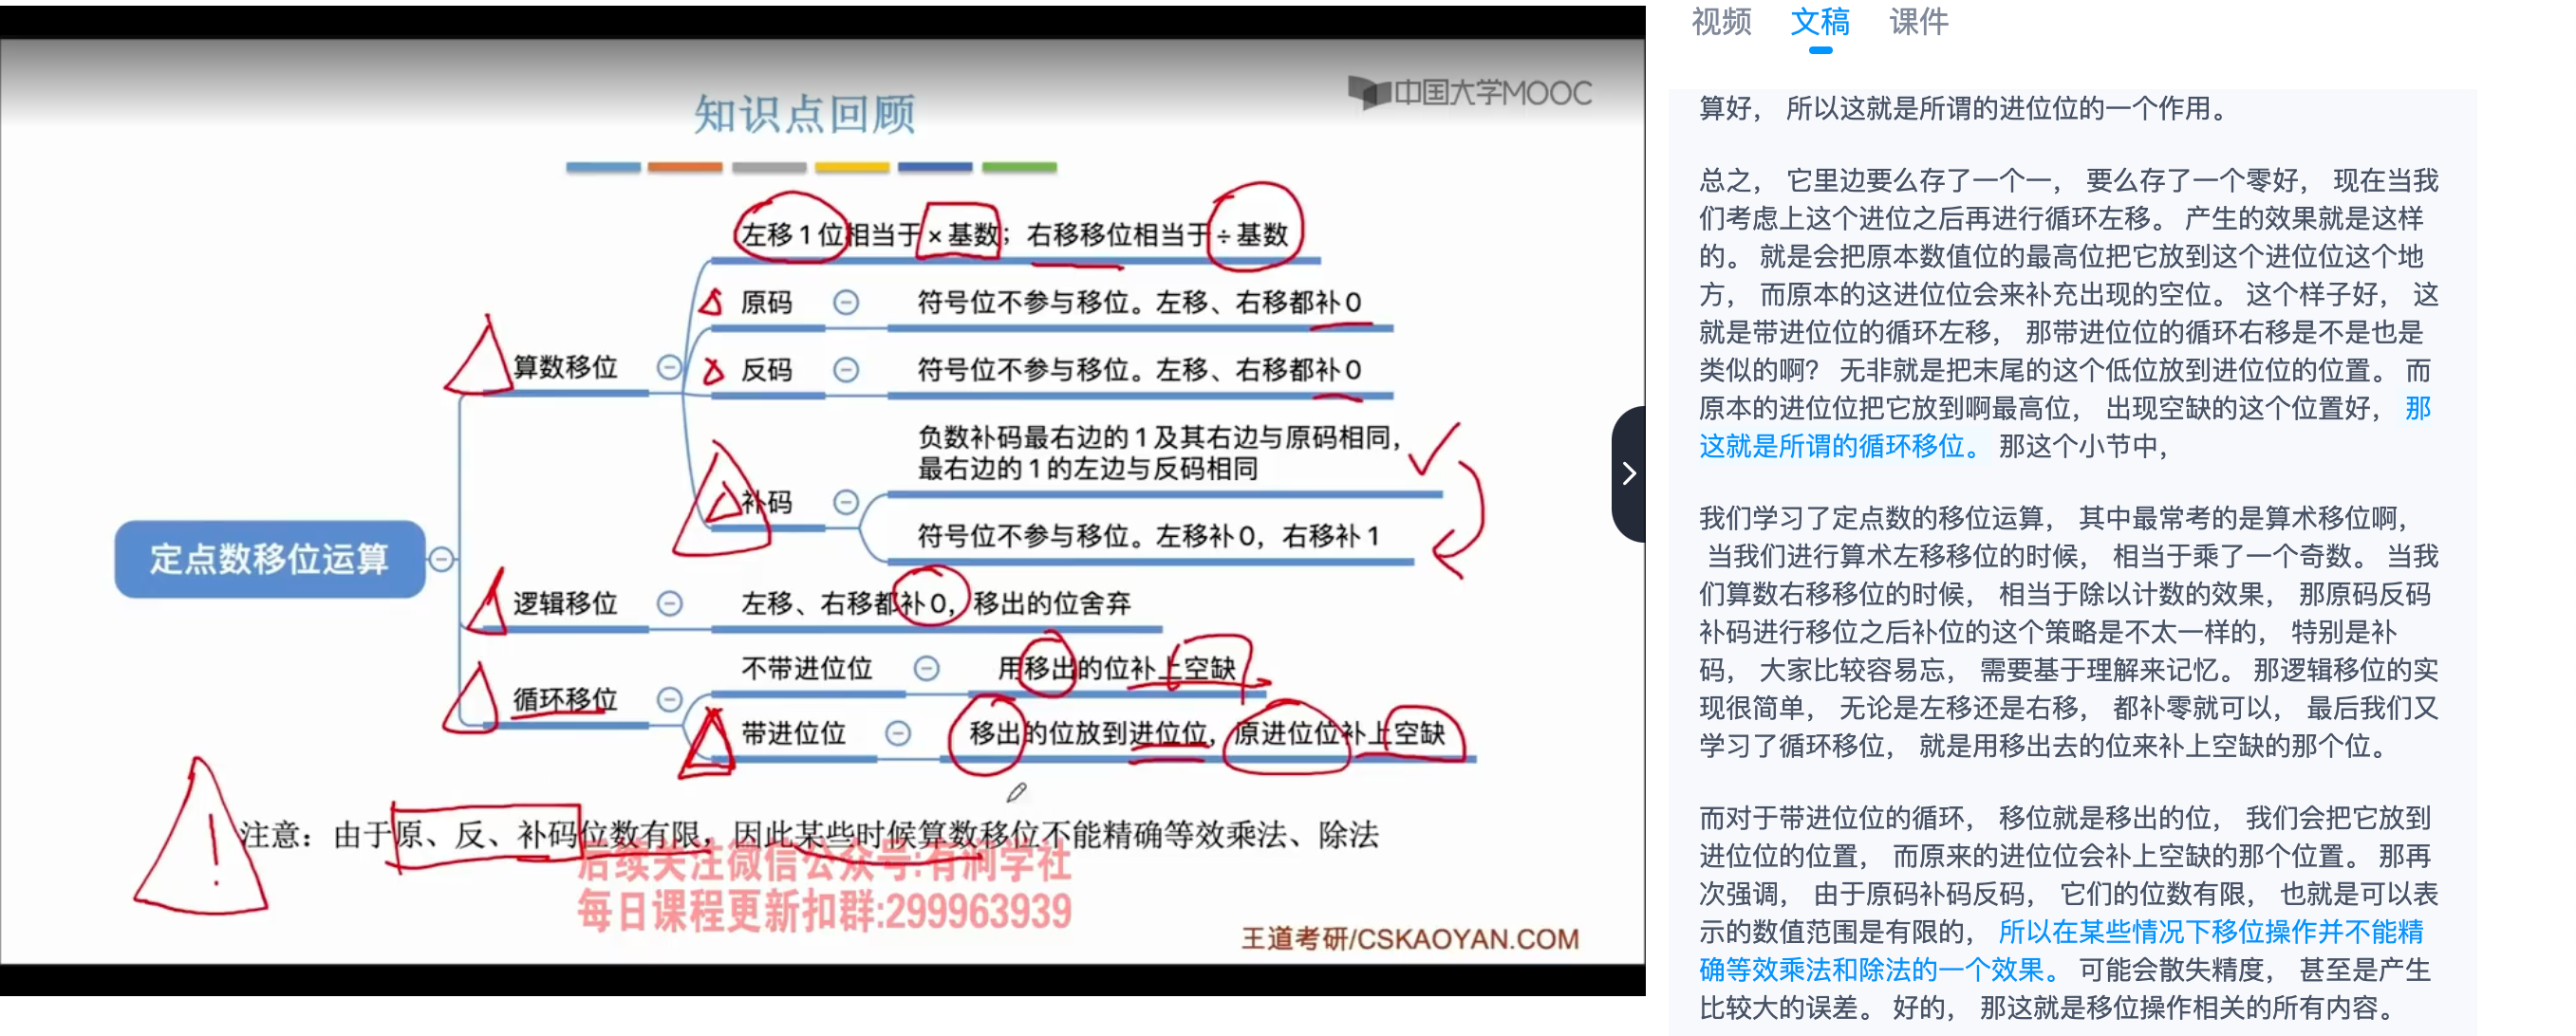 中国大学MOOC
知识点回顾
左移1位相当于×基数；右移移位相当于÷基数
原码
符号位不参与移位。左移、右移都补0
算数移位
反码
符号位不参与移位。左移、右移都补0
负数补码最右边的1及其右边与原码相同，
最右边的1的左边与反码相同
补码
符号位不参与移位。左移补0，右移补1
定点数移位运算
逻辑移位
左移、右移都补0，移出的位舍弃
不带进位位
用移出的位补上空缺
循环移位
带进位位
移出的位放到进位位，原进位位补上空缺
注意：由于原、反、补码位数有限，因此某些时候算数移位不能精确等效乘法、除法
后续关注微信公众号:有润学社
每日课程更新扣群:299963939
王道考研/CSKAOYAN.COM
视频 文稿 课件
算好， 所以这就是所谓的进位位的一个作用。
总之， 它里边要么存了一个一， 要么存了一个零好， 现在当我
们考虑上这个进位之后再进行循环左移。 产生的效果就是这样
的。 就是会把原本数值位的最高位把它放到这个进位位这个地
方， 而原本的这进位位会来补充出现的空位。 这个样子好， 这
就是带进位位的循环左移， 那带进位位的循环右移是不是也是
类似的啊？ 无非就是把末尾的这个低位放到进位位的位置。 而
原本的进位位把它放到啊最高位， 出现空缺的这个位置好， 那
这就是所谓的循环移位。 那这个小节中，
我们学习了定点数的移位运算， 其中最常考的是算术移位啊，
当我们进行算术左移移位的时候， 相当于乘了一个奇数。 当我
们算数右移移位的时候， 相当于除以计数的效果， 那原码反码
补码进行移位之后补位的这个策略是不太一样的， 特别是补
码， 大家比较容易忘， 需要基于理解来记忆。 那逻辑移位的实
现很简单， 无论是左移还是右移， 都补零就可以， 最后我们又
学习了循环移位， 就是用移出去的位来补上空缺的那个位。
而对于带进位位的循环， 移位就是移出的位， 我们会把它放到
进位位的位置， 而原来的进位位会补上空缺的那个位置。 那再
次强调， 由于原码补码反码， 它们的位数有限， 也就是可以表
示的数值范围是有限的， 所以在某些情况下移位操作并不能精
确等效乘法和除法的一个效果。 可能会散失精度， 甚至是产生
比较大的误差。 好的， 那这就是移位操作相关的所有内容。